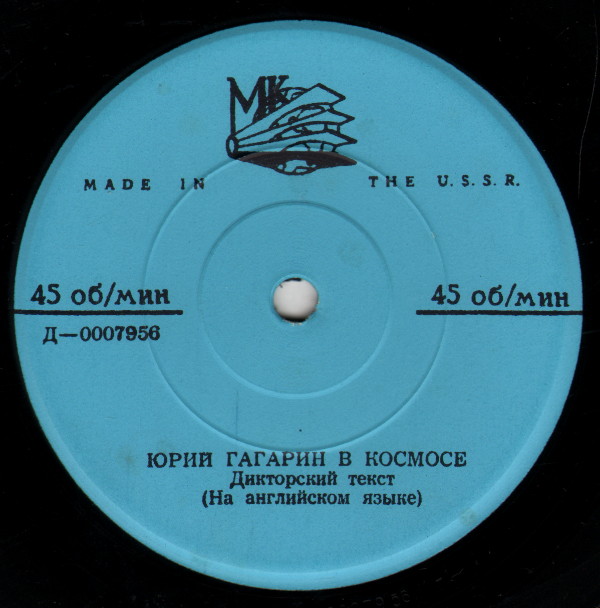 МК
MADE IN THE U.S.S.R.
45 об/мин 45 об/мин
Д—0007956
ЮРИЙ ГАГАРИН В КОСМОСЕ
Дикторский текст
(На английском языке)